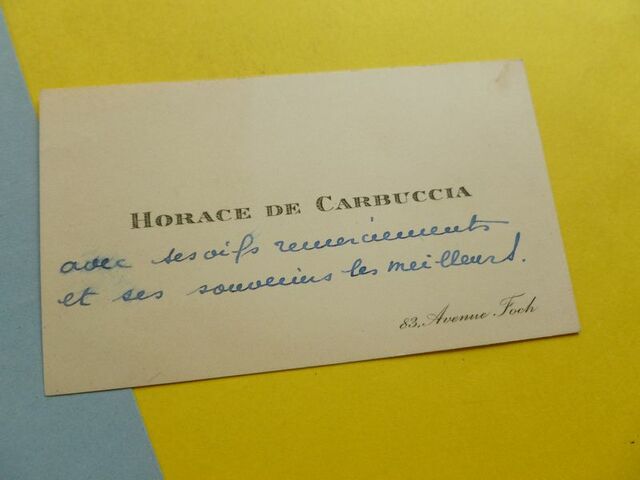 HORACE DE CARBUCCIA
avec ses vifs remerciements
et ses souvenirs les meilleurs.
83, Avenue Foch